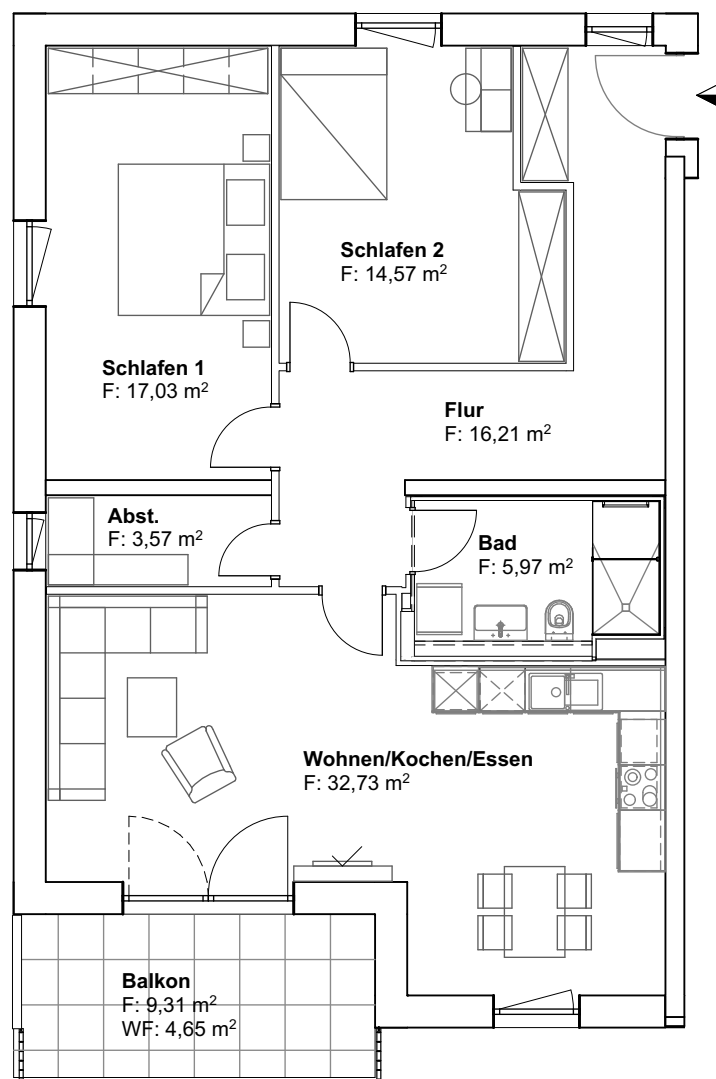 Schlafen 2
F: 14,57 m²
Schlafen 1
F: 17,03 m²
Flur
F: 16,21 m²
Abst.
F: 3,57 m²
Bad
F: 5,97 m²
Wohnen/Kochen/Essen
F: 32,73 m²
Balkon
F: 9,31 m²
WF: 4,65 m²